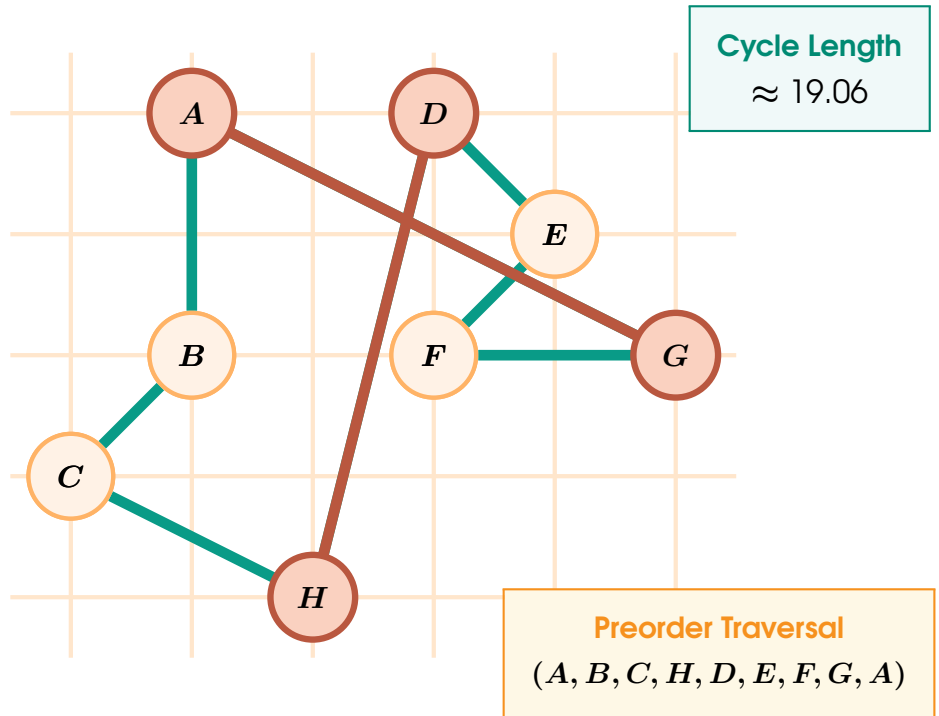 Cycle Length
≈ 19.06
A
D
E
B
F
G
C
H
Preorder Traversal
(A, B, C, H, D, E, F, G, A)